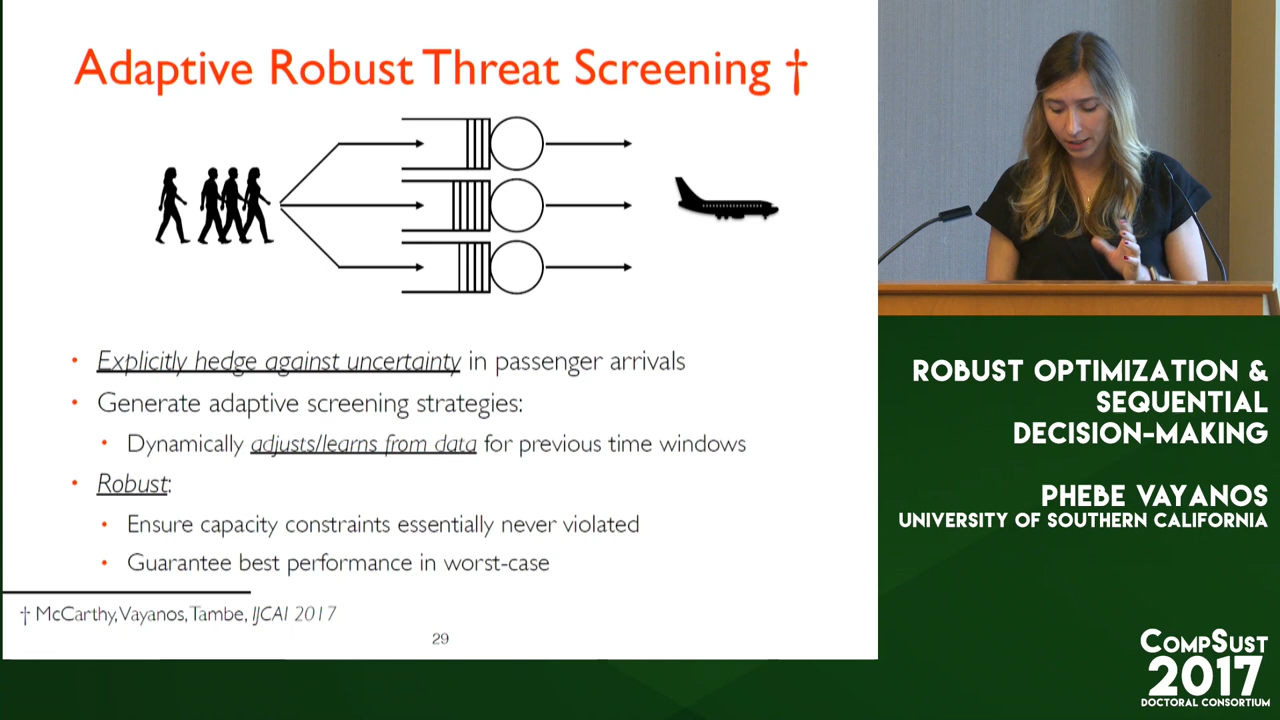 Adaptive Robust Threat Screening †
• Explicitly hedge against uncertainty in passenger arrivals
• Generate adaptive screening strategies:
• Dynamically adjusts/learns from data for previous time windows
• Robust:
• Ensure capacity constraints essentially never violated
• Guarantee best performance in worst-case
† McCarthy, Vayanos, Tambe, IJCAI 2017
29
ROBUST OPTIMIZATION &
SEQUENTIAL
DECISION-MAKING
PHEBE VAYANOS
UNIVERSITY OF SOUTHERN CALIFORNIA
COMPSUST
2017
DOCTORAL CONSORTIUM